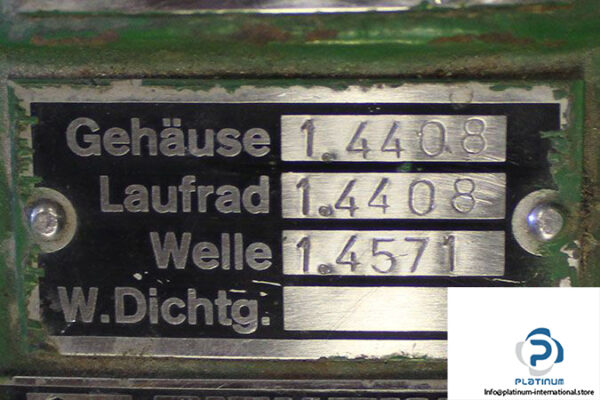 Gehäuse 1.4408
Laufrad 1.4408
Welle 1.4571
W.Dichtg.
PLATINUM
Info@platinum-international.store